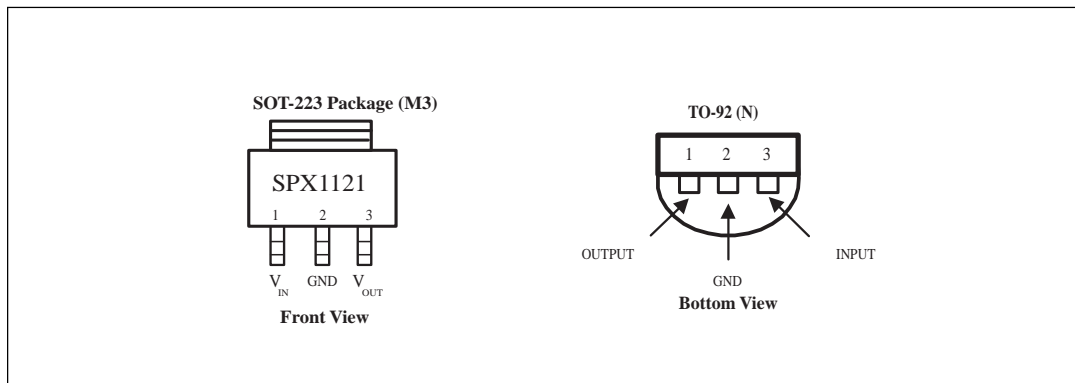 SOT-223 Package (M3)
SPX1121
1 2 3
VIN GND VOUT
Front View
TO-92 (N)
1 2 3
OUTPUT
GND
INPUT
Bottom View